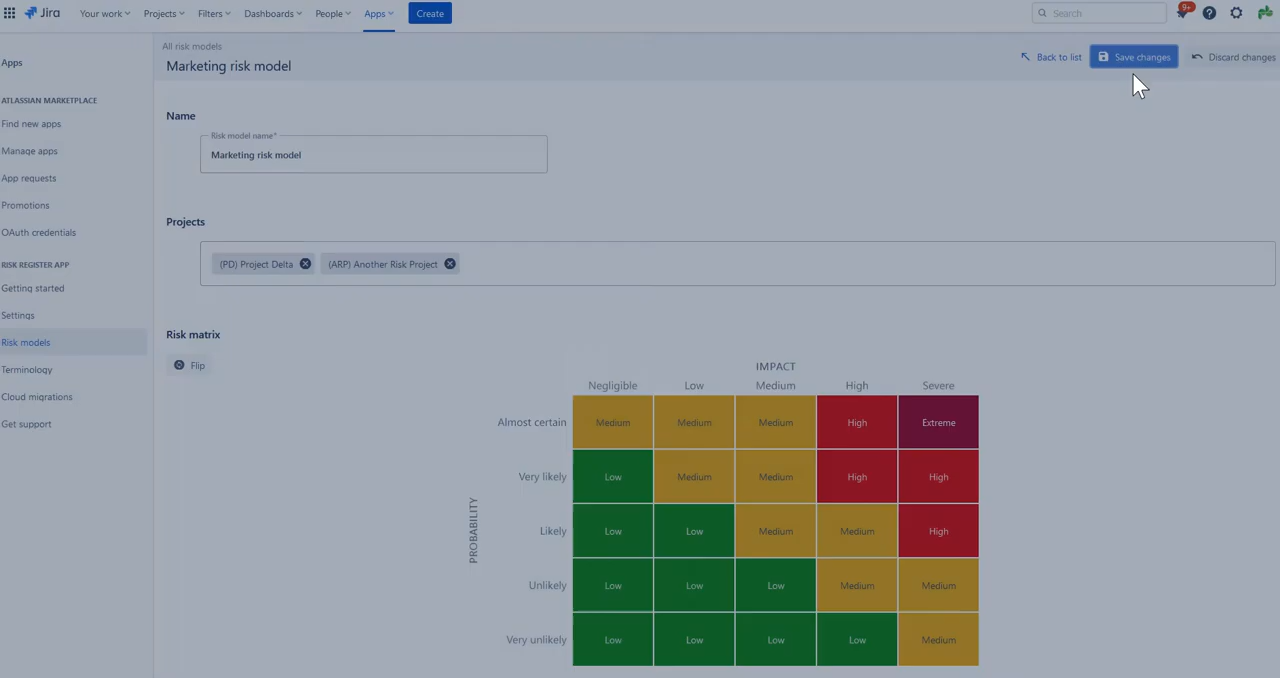 Jira Your work Projects Filters Dashboards People Apps Create Search 9+
Apps
ATLASSIAN MARKETPLACE
Find new apps
Manage apps
App requests
Promotions
OAuth credentials
RISK REGISTER APP
Getting started
Settings
Risk models
Terminology
Cloud migrations
Get support
All risk models
Marketing risk model
Back to list Save changes Discard changes
Name
Risk model name*
Marketing risk model
Projects
(PD) Project Delta (ARP) Another Risk Project
Risk matrix
Flip
IMPACT
Negligible Low Medium High Severe
PROBABILITY
Almost certain Medium Medium Medium High Extreme
Very likely Low Medium Medium High High
Likely Low Low Medium Medium High
Unlikely Low Low Low Medium Medium
Very unlikely Low Low Low Low Medium